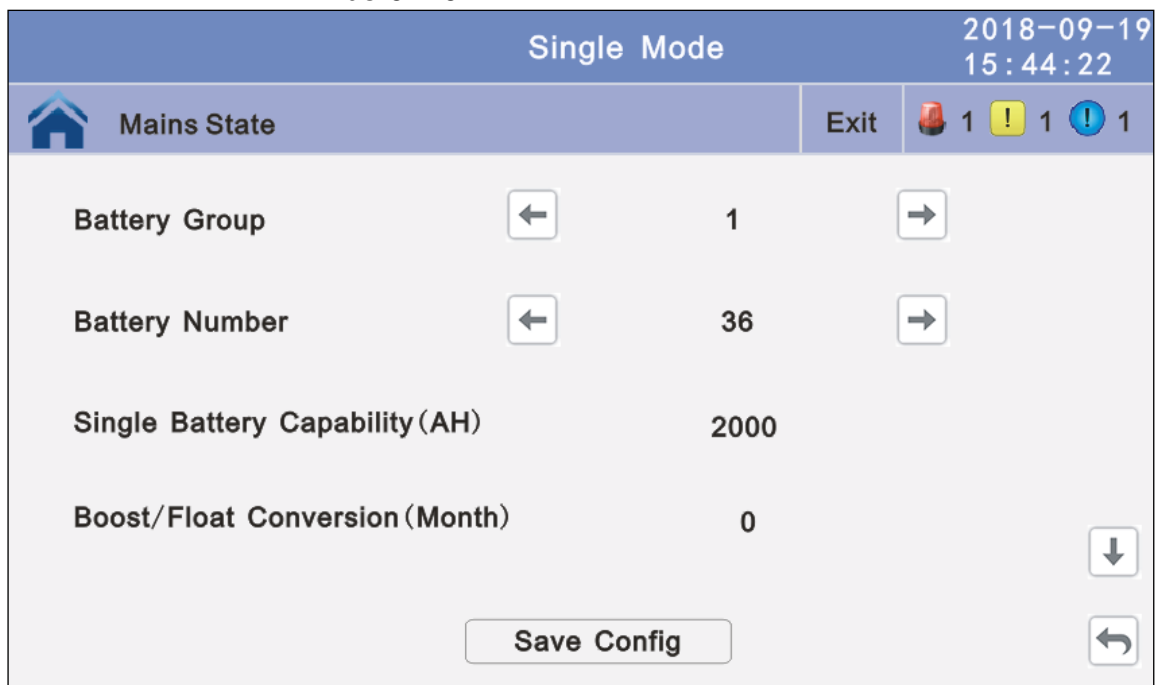 Single Mode
2018-09-19
15:44:22
Mains State
Exit
1 ! 1 ! 1
Battery Group 1
Battery Number 36
Single Battery Capability(AH) 2000
Boost/Float Conversion(Month) 0
Save Config